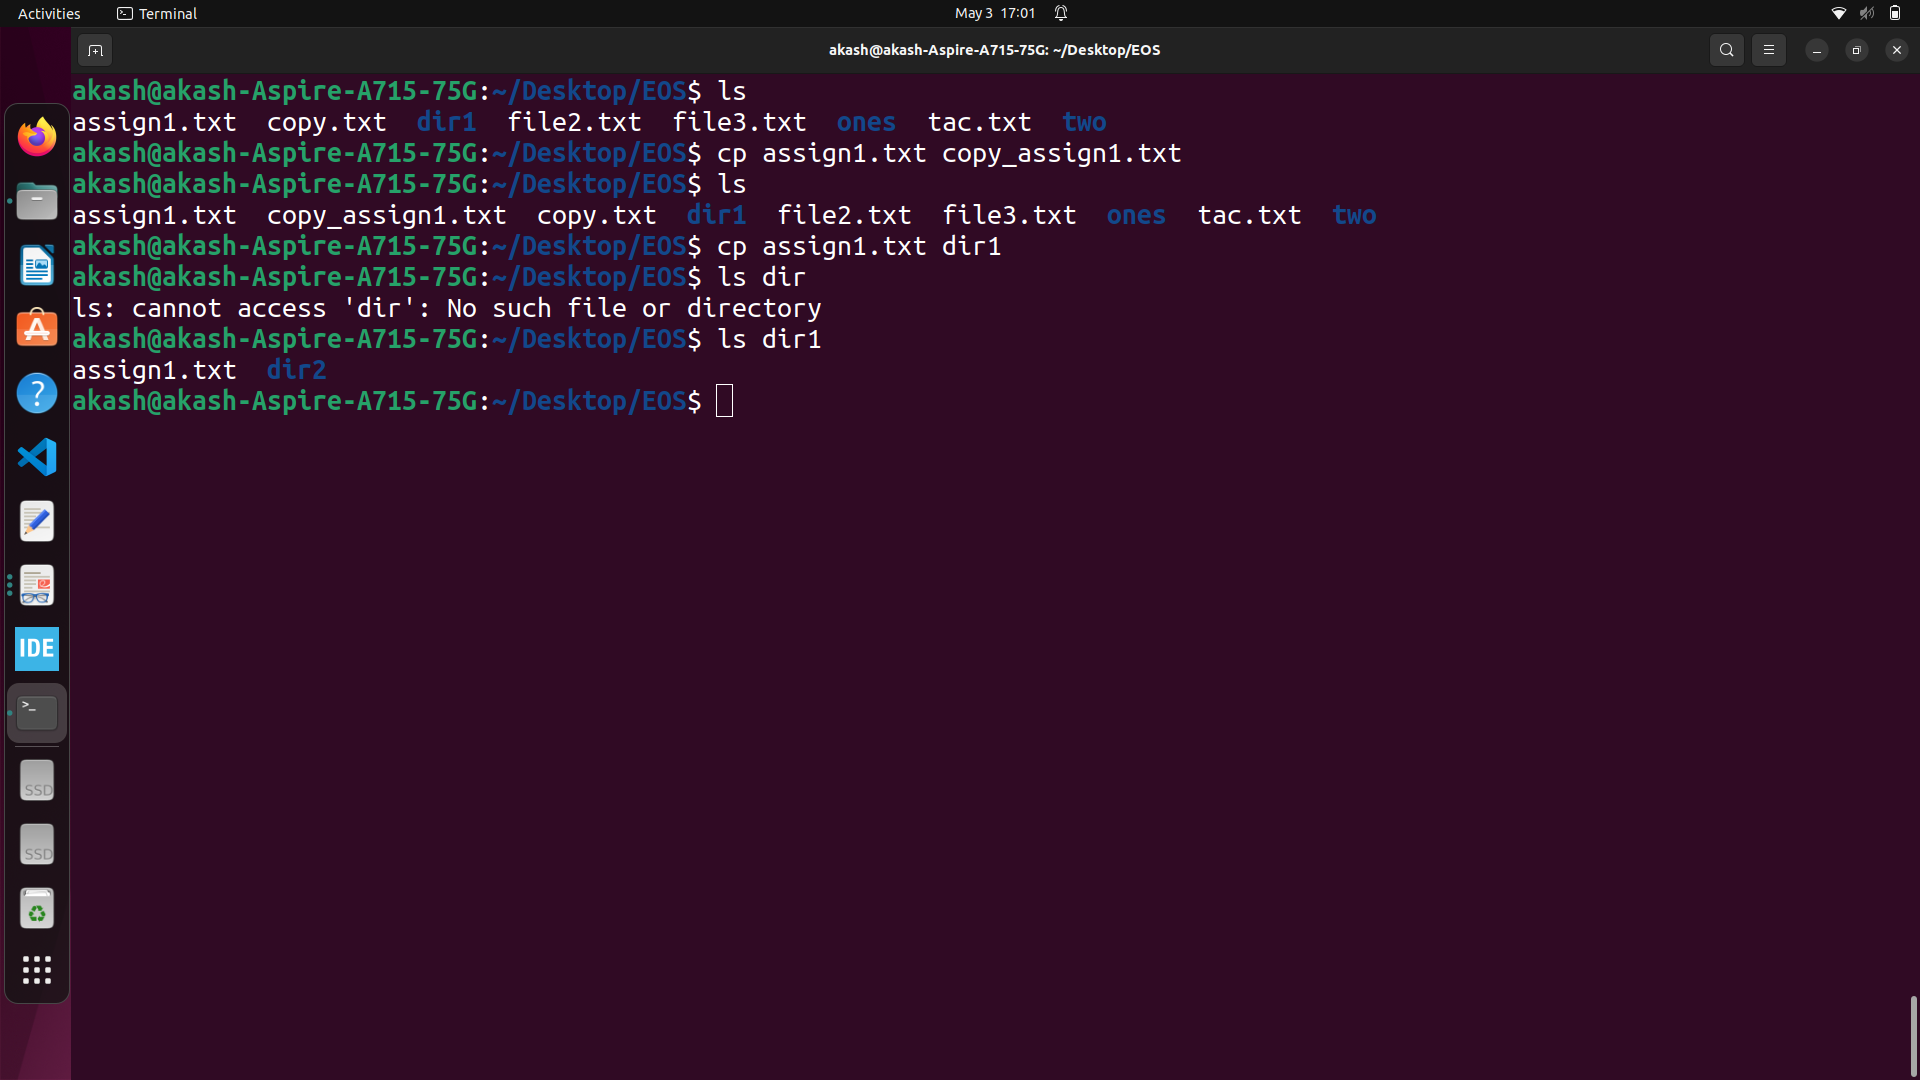 Activities Terminal May 3 17:01
akash@akash-Aspire-A715-75G: ~/Desktop/EOS
akash@akash-Aspire-A715-75G:~/Desktop/EOS$ ls
assign1.txt copy.txt dir1 file2.txt file3.txt ones tac.txt two
akash@akash-Aspire-A715-75G:~/Desktop/EOS$ cp assign1.txt copy_assign1.txt
akash@akash-Aspire-A715-75G:~/Desktop/EOS$ ls
assign1.txt copy_assign1.txt copy.txt dir1 file2.txt file3.txt ones tac.txt two
akash@akash-Aspire-A715-75G:~/Desktop/EOS$ cp assign1.txt dir1
akash@akash-Aspire-A715-75G:~/Desktop/EOS$ ls dir
ls: cannot access 'dir': No such file or directory
akash@akash-Aspire-A715-75G:~/Desktop/EOS$ ls dir1
assign1.txt dir2
akash@akash-Aspire-A715-75G:~/Desktop/EOS$
IDE
>_
SSD
SSD